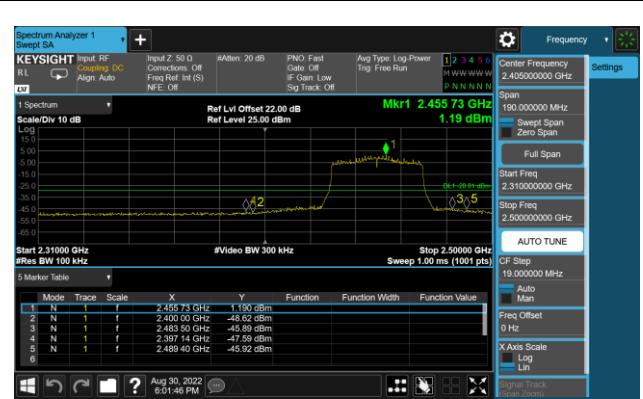 Spectrum Analyzer 1
Swept SA
+
Frequency
KEYSIGHT
RL
Input: RF
Coupling: DC
Align: Auto
Input Z: 50 Ω
Corrections: Off
Freq Ref: Int (S)
NFE: Off
#Atten: 20 dB
PNO: Fast
Gate: Off
IF Gain: Low
Sig Track: Off
Avg Type: Log-Power
Trig: Free Run
1 2 3 4 5 6
M W W W W W
P N N N N N
1 Spectrum
Scale/Div 10 dB
Ref Lvl Offset 22.00 dB
Ref Level 25.00 dBm
Mkr1 2.455 73 GHz
1.19 dBm
Log
15.0
5.00
-5.00
-15.0
-25.0
-35.0
-45.0
-55.0
-65.0
1
2
3
5
Start 2.31000 GHz
#Res BW 100 kHz
#Video BW 300 kHz
Stop 2.50000 GHz
Sweep 1.00 ms (1001 pts)
5 Marker Table
Mode Trace Scale X Y Function Function Width Function Value
1 N 1 f 2.455 73 GHz 1.190 dBm
2 N 1 f 2.400 00 GHz -48.62 dBm
3 N 1 f 2.483 50 GHz -45.89 dBm
4 N 1 f 2.397 14 GHz -47.59 dBm
5 N 1 f 2.489 40 GHz -45.92 dBm
6
Aug 30, 2022
6:01:46 PM
Settings
Center Frequency
2.405000000 GHz
Span
190.000000 MHz
Swept Span
Zero Span
Full Span
Start Freq
2.310000000 GHz
Stop Freq
2.500000000 GHz
AUTO TUNE
CF Step
19.000000 MHz
Auto
Man
Freq Offset
0 Hz
X Axis Scale
Log
Lin
Signal Track
(Span Zoom)